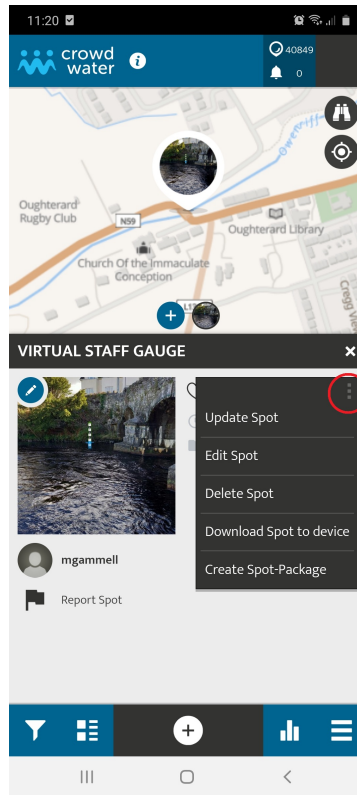 11:20
crowd
water
i
40849
0
Oughterard
Rugby Club
N59
Owenriff
Oughterard Library
Church Of the Immaculate
Conception
VIRTUAL STAFF GAUGE
Update Spot
Edit Spot
Delete Spot
Download Spot to device
mgammell
Create Spot-Package
Report Spot